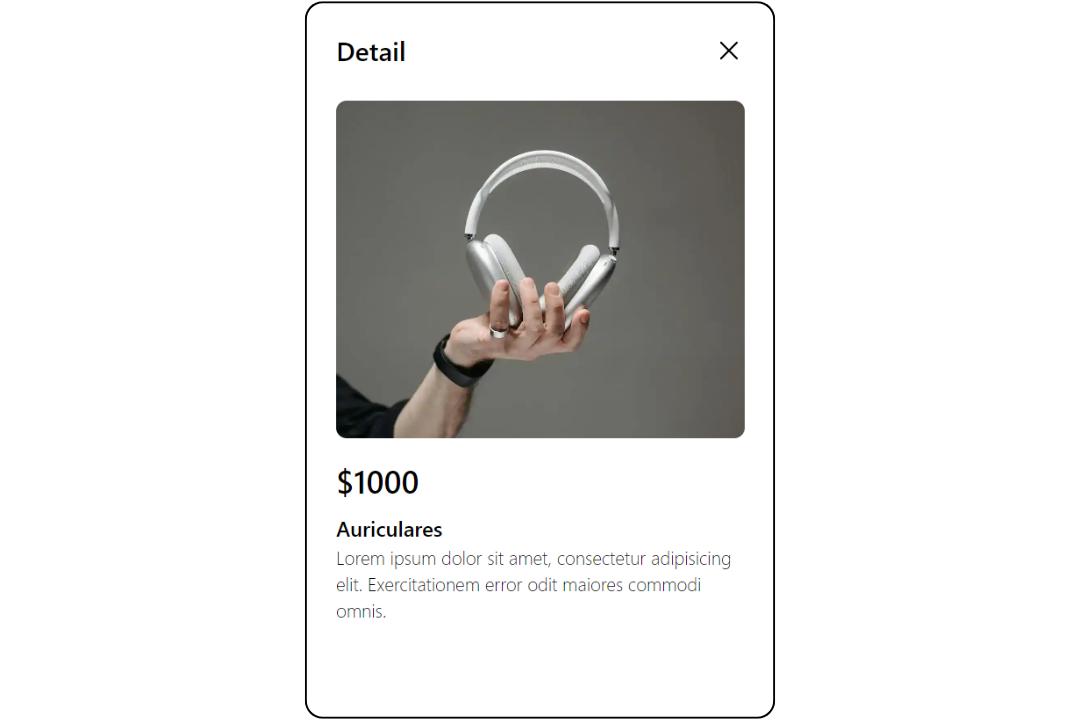 Detail
$1000
Auriculares
Lorem ipsum dolor sit amet, consectetur adipisicing
elit. Exercitationem error odit maiores commodi
omnis.